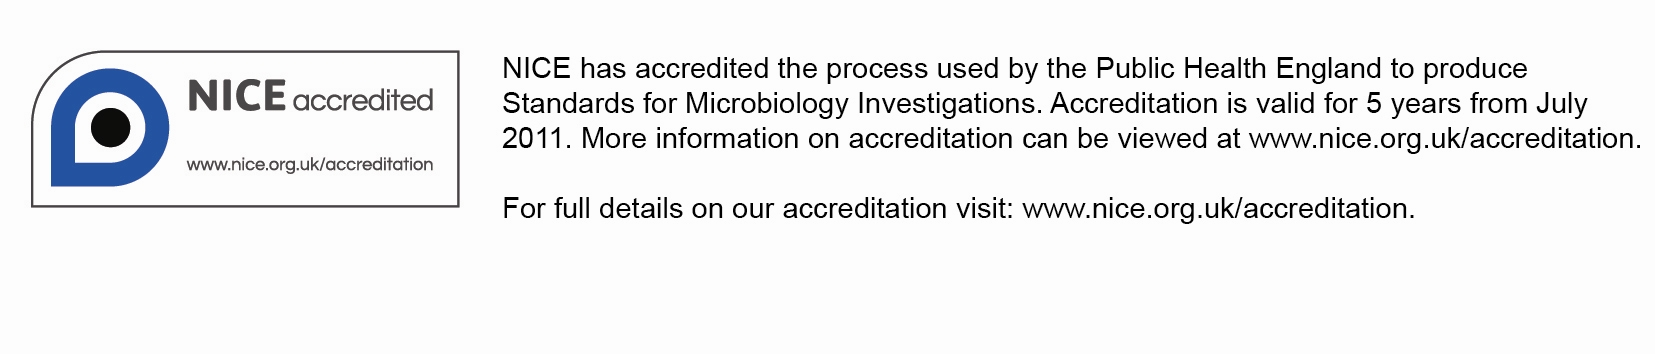 NICE accredited
www.nice.org.uk/accreditation
NICE has accredited the process used by the Public Health England to produce
Standards for Microbiology Investigations. Accreditation is valid for 5 years from July
2011. More information on accreditation can be viewed at www.nice.org.uk/accreditation.
For full details on our accreditation visit: www.nice.org.uk/accreditation.